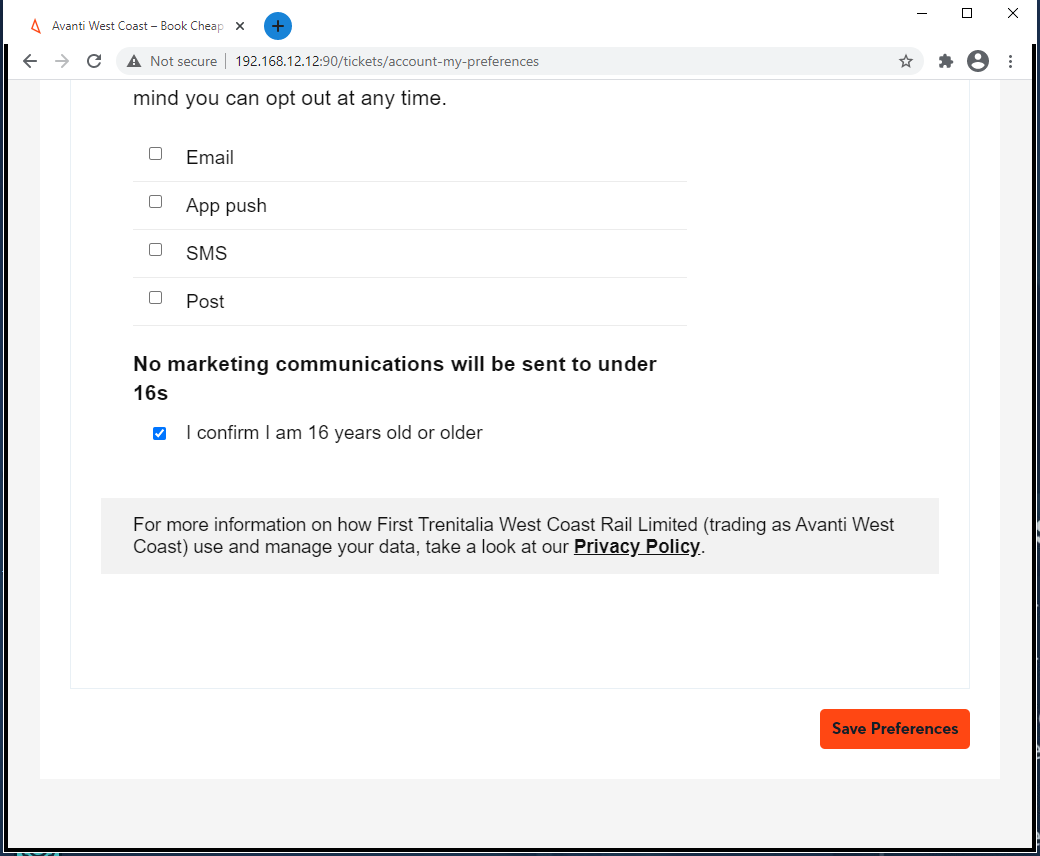 Avanti West Coast – Book Cheap
Not secure
192.168.12.12:90/tickets/account-my-preferences
mind you can opt out at any time.
Email
App push
SMS
Post
No marketing communications will be sent to under
16s
I confirm I am 16 years old or older
For more information on how First Trenitalia West Coast Rail Limited (trading as Avanti West
Coast) use and manage your data, take a look at our Privacy Policy.
Save Preferences